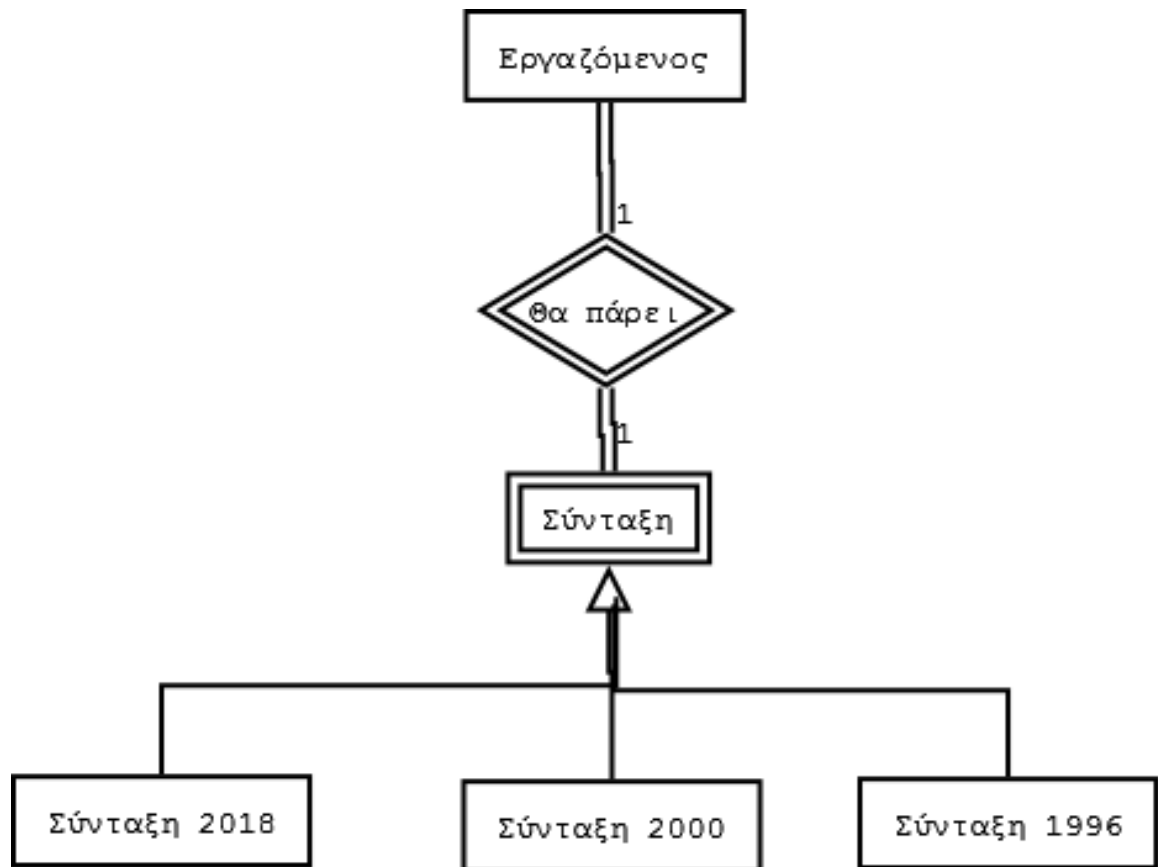 Εργαζόμενος
1
Θα πάρει
1
Σύνταξη
Σύνταξη 2018
Σύνταξη 2000
Σύνταξη 1996